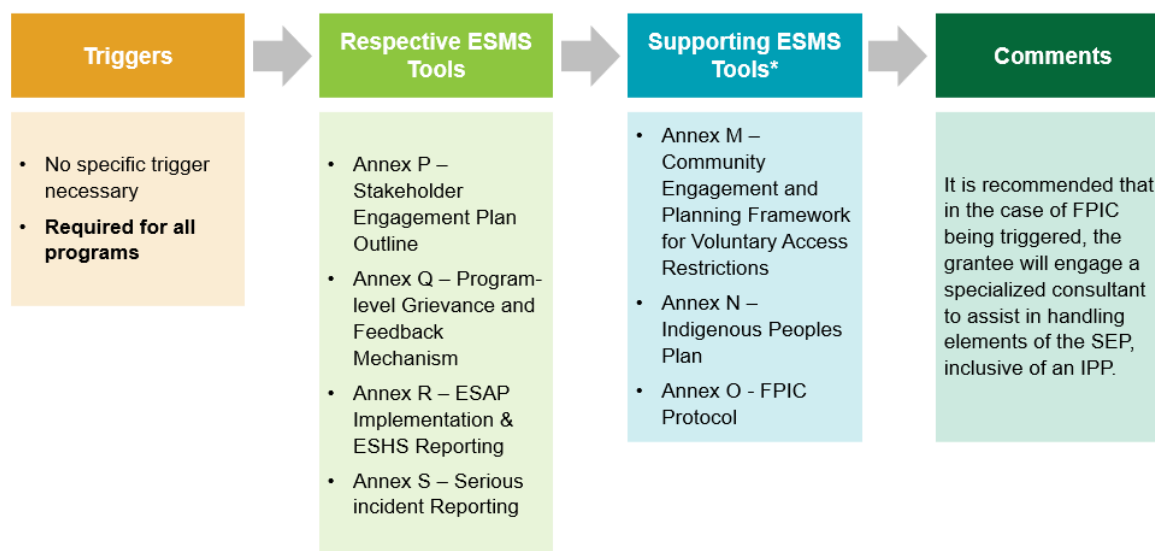 Triggers
Respective ESMS
Tools
Supporting ESMS
Tools*
Comments
• No specific trigger
necessary
• Required for all
programs
• Annex P –
Stakeholder
Engagement Plan
Outline
• Annex Q – Program-
level Grievance and
Feedback
Mechanism
• Annex R – ESAP
Implementation &
ESHS Reporting
• Annex S – Serious
incident Reporting
• Annex M –
Community
Engagement and
Planning Framework
for Voluntary Access
Restrictions
• Annex N –
Indigenous Peoples
Plan
• Annex O - FPIC
Protocol
It is recommended that
in the case of FPIC
being triggered, the
grantee will engage a
specialized consultant
to assist in handling
elements of the SEP,
inclusive of an IPP.